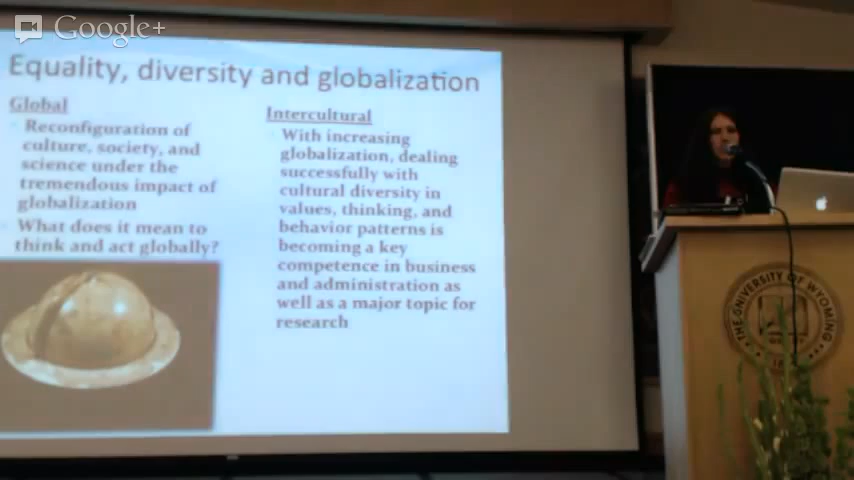 Google+
Equality, diversity and globalization
Global
Reconfiguration of
culture, society, and
science under the
tremendous impact of
globalization
What does it mean to
think and act globally?
Intercultural
With increasing
globalization, dealing
successfully with
cultural diversity in
values, thinking, and
behavior patterns is
becoming a key
competence in business
and administration as
well as a major topic for
research
THE UNIVERSITY OF WYOMING